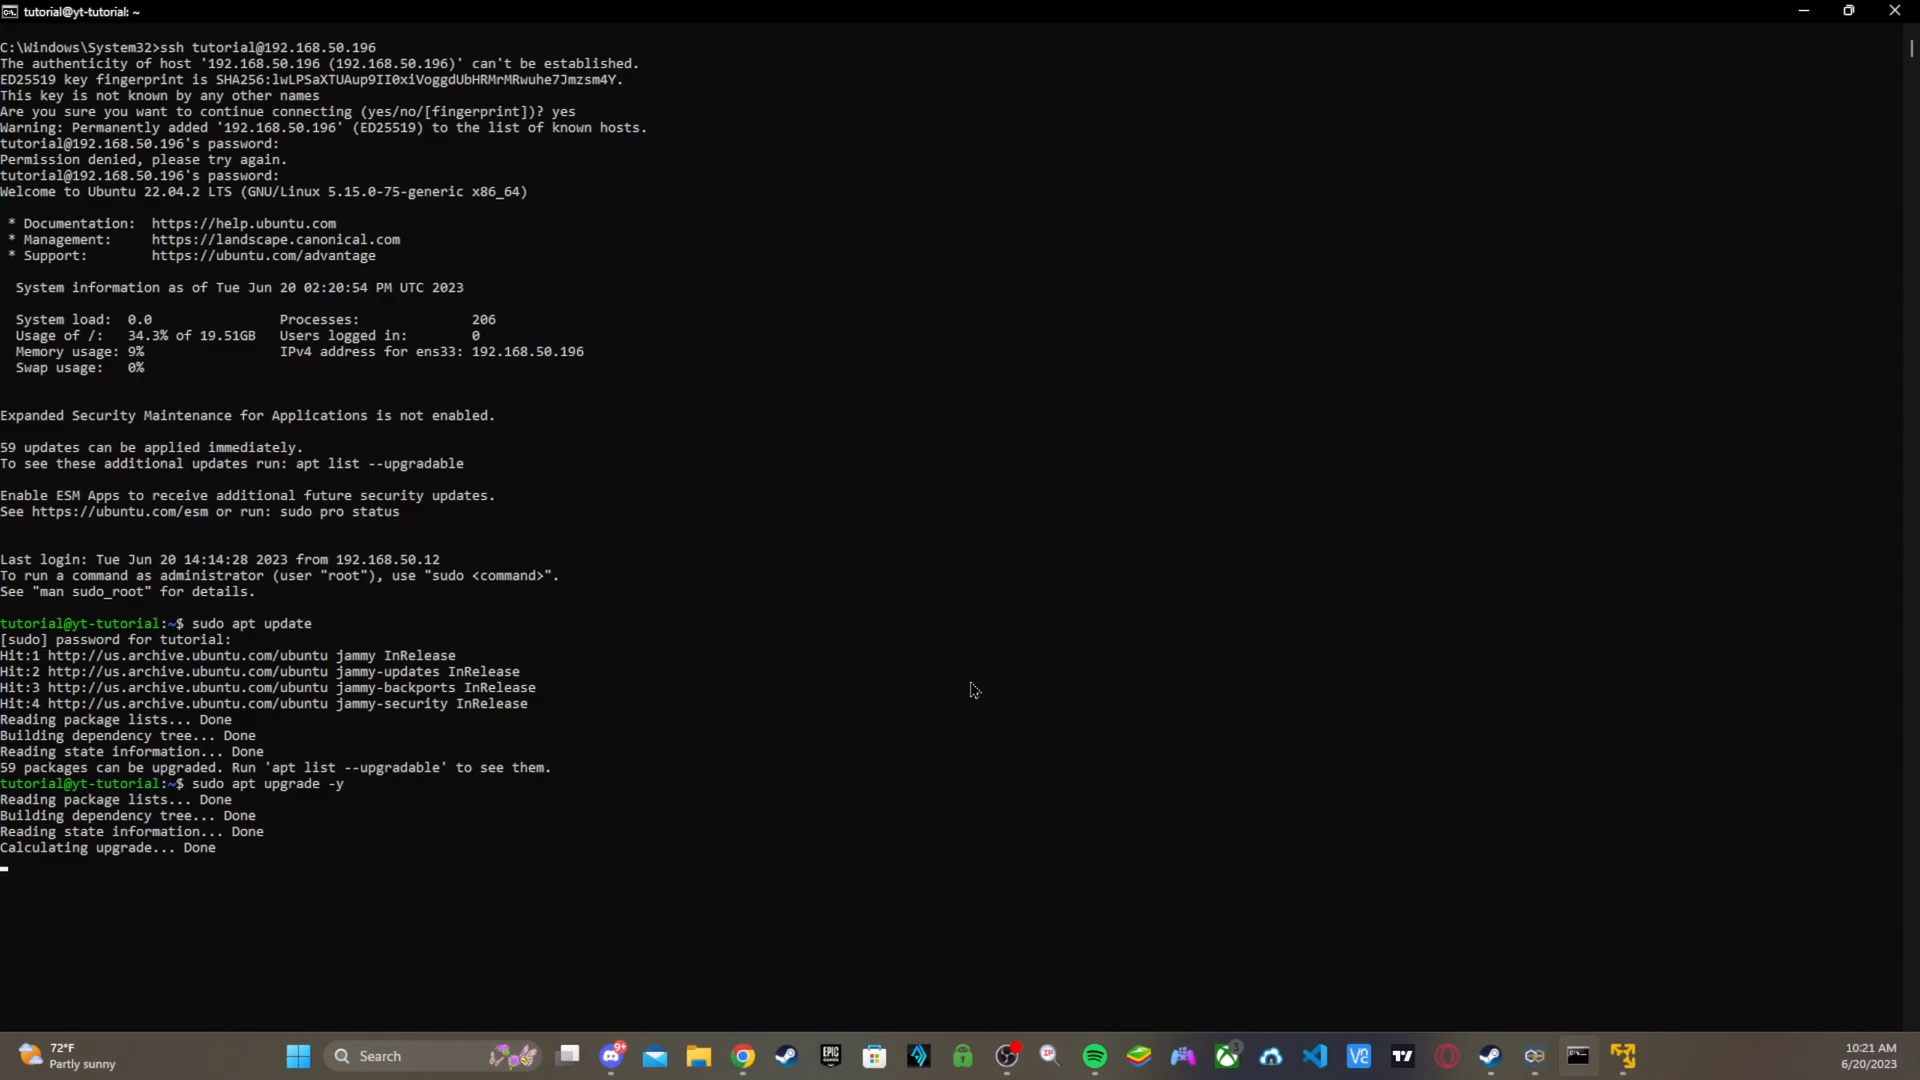 tutorial@yt-tutorial: ~
C:\Windows\System32>ssh tutorial@192.168.50.196
The authenticity of host '192.168.50.196 (192.168.50.196)' can't be established.
ED25519 key fingerprint is SHA256:lwLPSaXTUAup9II0xiVoggdUbHRMrMRwuhe7Jmzsm4Y.
This key is not known by any other names
Are you sure you want to continue connecting (yes/no/[fingerprint])? yes
Warning: Permanently added '192.168.50.196' (ED25519) to the list of known hosts.
tutorial@192.168.50.196's password:
Permission denied, please try again.
tutorial@192.168.50.196's password:
Welcome to Ubuntu 22.04.2 LTS (GNU/Linux 5.15.0-75-generic x86_64)
* Documentation:  https://help.ubuntu.com
* Management:     https://landscape.canonical.com
* Support:        https://ubuntu.com/advantage
System information as of Tue Jun 20 02:20:54 PM UTC 2023
System load:  0.0                Processes:              206
Usage of /:   34.3% of 19.51GB   Users logged in:        0
Memory usage: 9%                 IPv4 address for ens33: 192.168.50.196
Swap usage:   0%
Expanded Security Maintenance for Applications is not enabled.
59 updates can be applied immediately.
To see these additional updates run: apt list --upgradable
Enable ESM Apps to receive additional future security updates.
See https://ubuntu.com/esm or run: sudo pro status
Last login: Tue Jun 20 14:14:28 2023 from 192.168.50.12
To run a command as administrator (user "root"), use "sudo <command>".
See "man sudo_root" for details.
tutorial@yt-tutorial:~$ sudo apt update
[sudo] password for tutorial:
Hit:1 http://us.archive.ubuntu.com/ubuntu jammy InRelease
Hit:2 http://us.archive.ubuntu.com/ubuntu jammy-updates InRelease
Hit:3 http://us.archive.ubuntu.com/ubuntu jammy-backports InRelease
Hit:4 http://us.archive.ubuntu.com/ubuntu jammy-security InRelease
Reading package lists... Done
Building dependency tree... Done
Reading state information... Done
59 packages can be upgraded. Run 'apt list --upgradable' to see them.
tutorial@yt-tutorial:~$ sudo apt upgrade -y
Reading package lists... Done
Building dependency tree... Done
Reading state information... Done
Calculating upgrade... Done
72°F
Partly sunny
Search
9+
EPIC GAMES
3
10:21 AM
6/20/2023